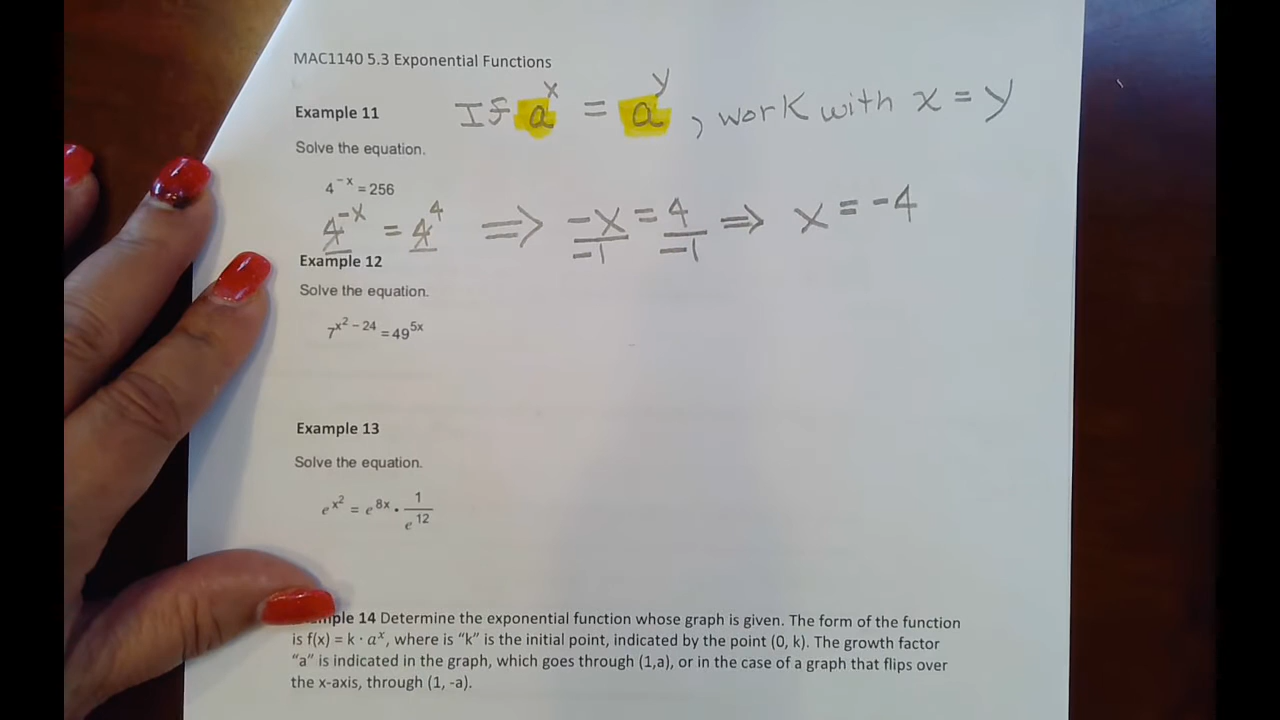 MAC1140 5.3 Exponential Functions
Example 11 If a^x = a^y, work with x = y
Solve the equation.
4^−x = 256
4^−x = 4^4 ⇒ −x/−1 = 4/−1 ⇒ x = −4
Example 12
Solve the equation.
7^(x² − 24) = 49^5x
Example 13
Solve the equation.
e^x² = e^8x · 1/e^12
ple 14 Determine the exponential function whose graph is given. The form of the function
is f(x) = k · a^x, where is “k” is the initial point, indicated by the point (0, k). The growth factor
“a” is indicated in the graph, which goes through (1,a), or in the case of a graph that flips over
the x-axis, through (1, -a).